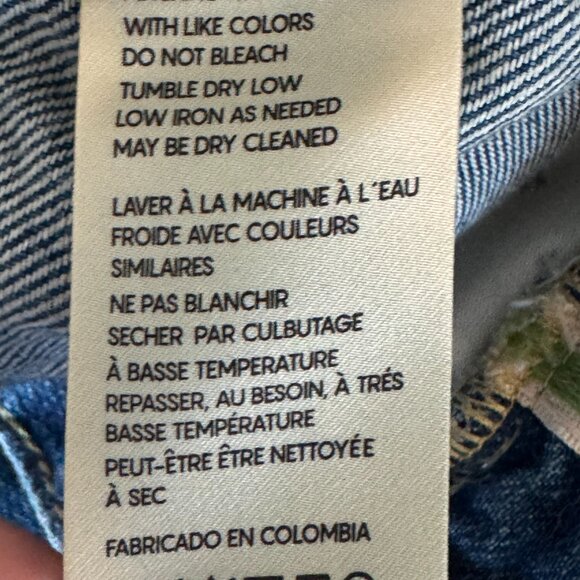 WITH LIKE COLORS
DO NOT BLEACH
TUMBLE DRY LOW
LOW IRON AS NEEDED
MAY BE DRY CLEANED
LAVER À LA MACHINE À L´EAU
FROIDE AVEC COULEURS
SIMILAIRES
NE PAS BLANCHIR
SECHER PAR CULBUTAGE
À BASSE TEMPERATURE
REPASSER, AU BESOIN, À TRÉS
BASSE TEMPÉRATURE
PEUT-ÊTRE ÊTRE NETTOYÉE
À SEC
FABRICADO EN COLOMBIA